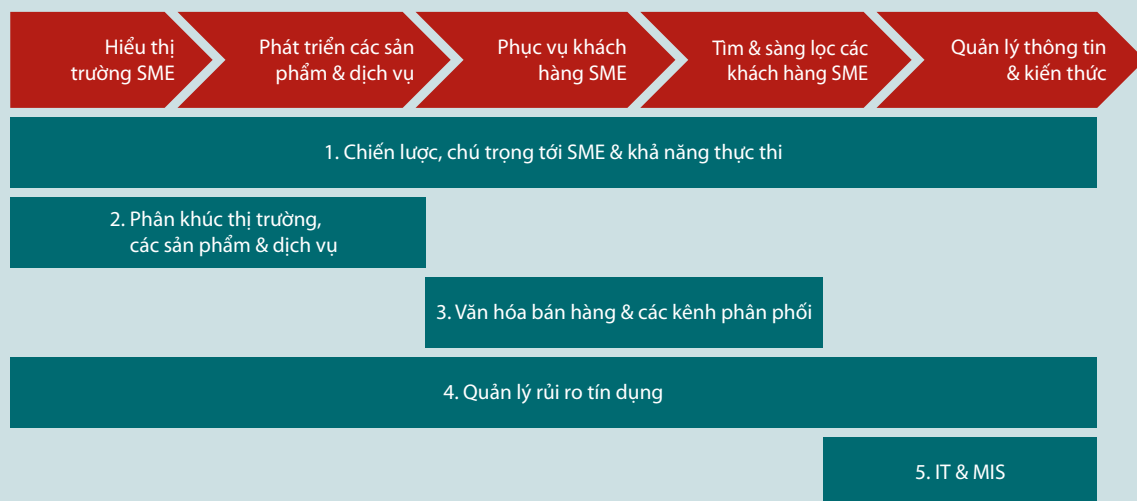 Hiểu thị
trường SME
Phát triển các sản
phẩm & dịch vụ
Phục vụ khách
hàng SME
Tìm & sàng lọc các
khách hàng SME
Quản lý thông tin
& kiến thức
1. Chiến lược, chú trọng tới SME & khả năng thực thi
2. Phân khúc thị trường,
các sản phẩm & dịch vụ
3. Văn hóa bán hàng & các kênh phân phối
4. Quản lý rủi ro tín dụng
5. IT & MIS